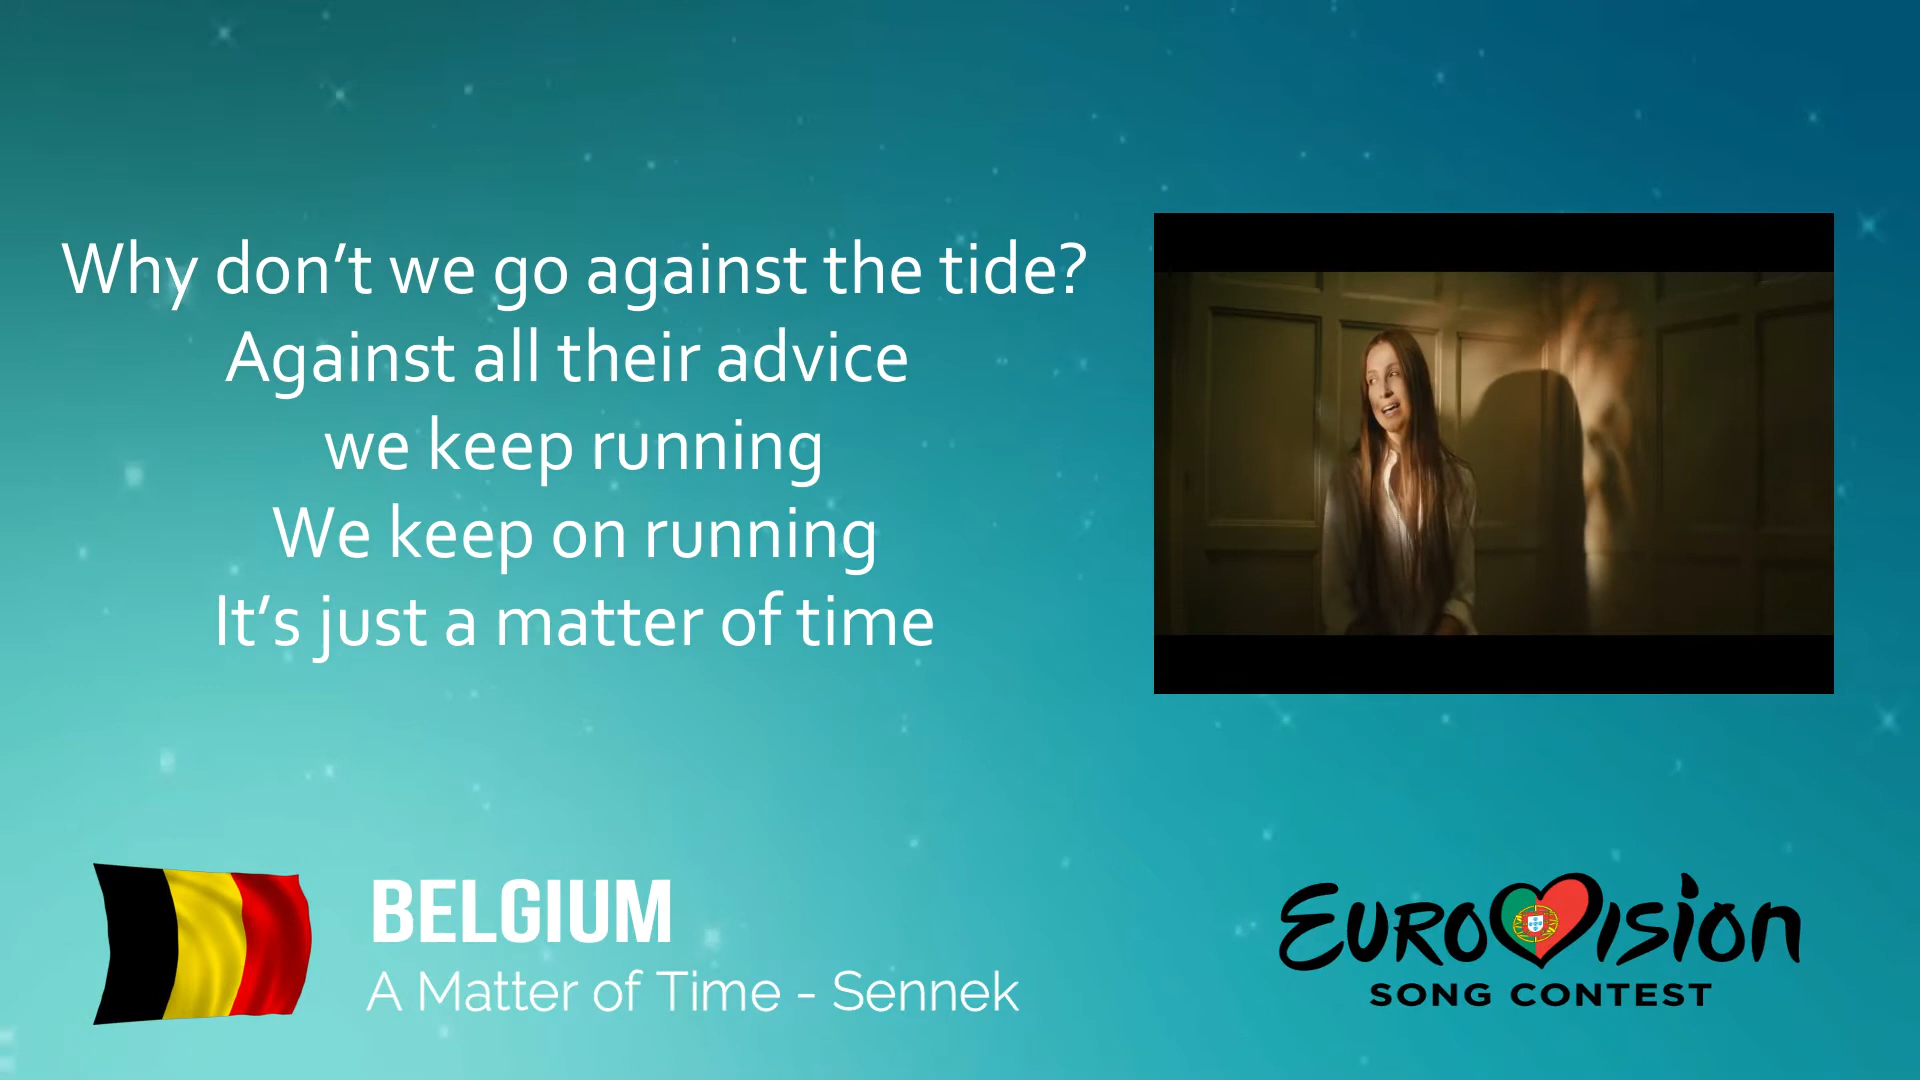 Why don’t we go against the tide?
Against all their advice
we keep running
We keep on running
It’s just a matter of time
BELGIUM
A Matter of Time - Sennek
EUROVISION
SONG CONTEST